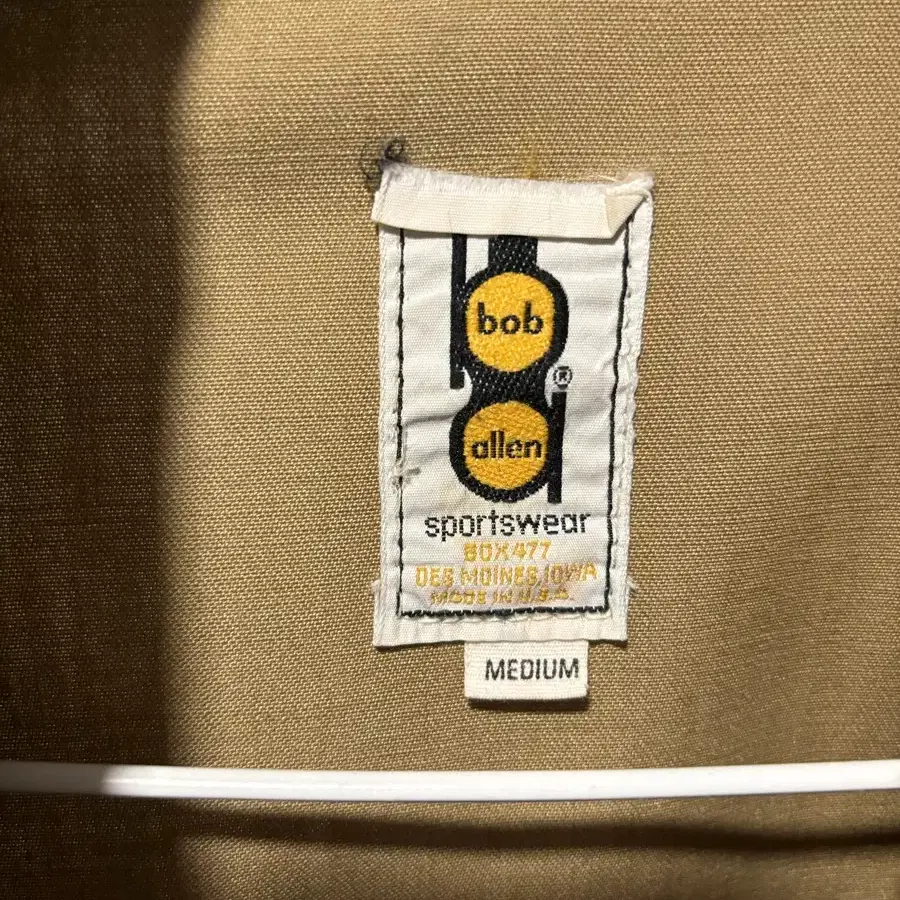 bob
®
allen
sportswear
BOX 477
DES MOINES, IOWA
MADE IN U.S.A.
MEDIUM